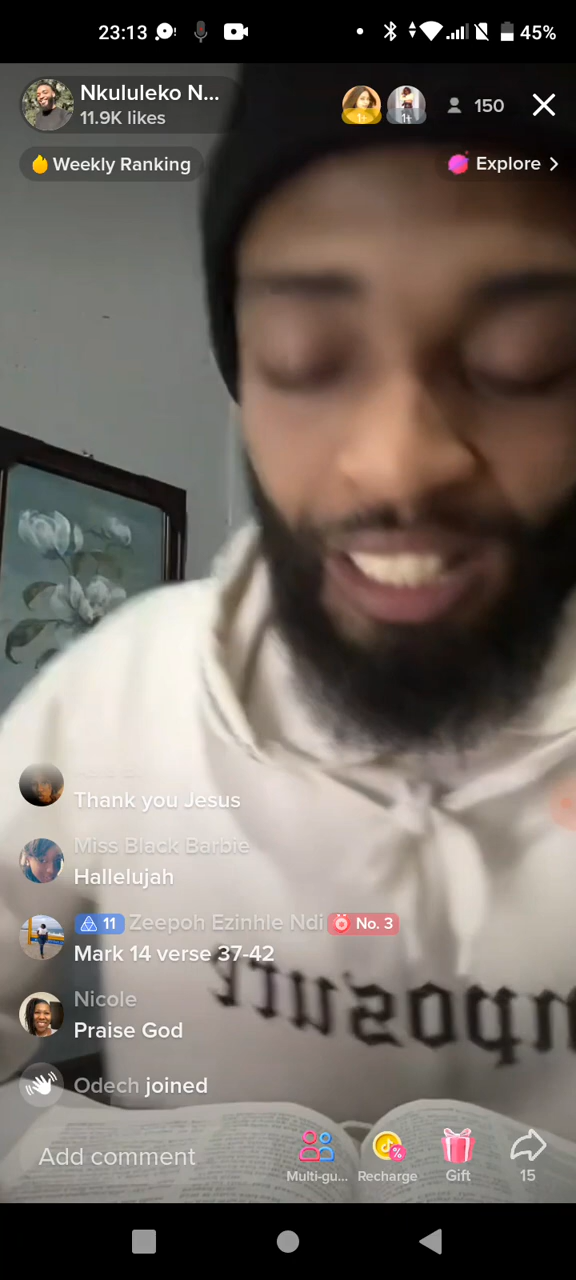 23:13
45%
Nkululeko N...
11.9K likes
150
Weekly Ranking
Explore
Thank you Jesus
Miss Black Barbie
Hallelujah
11 Zeepoh Ezinhle Ndi No. 3
Mark 14 verse 37-42
Nicole
Praise God
Odech joined
Add comment
Multi-gu...
Recharge
Gift
15